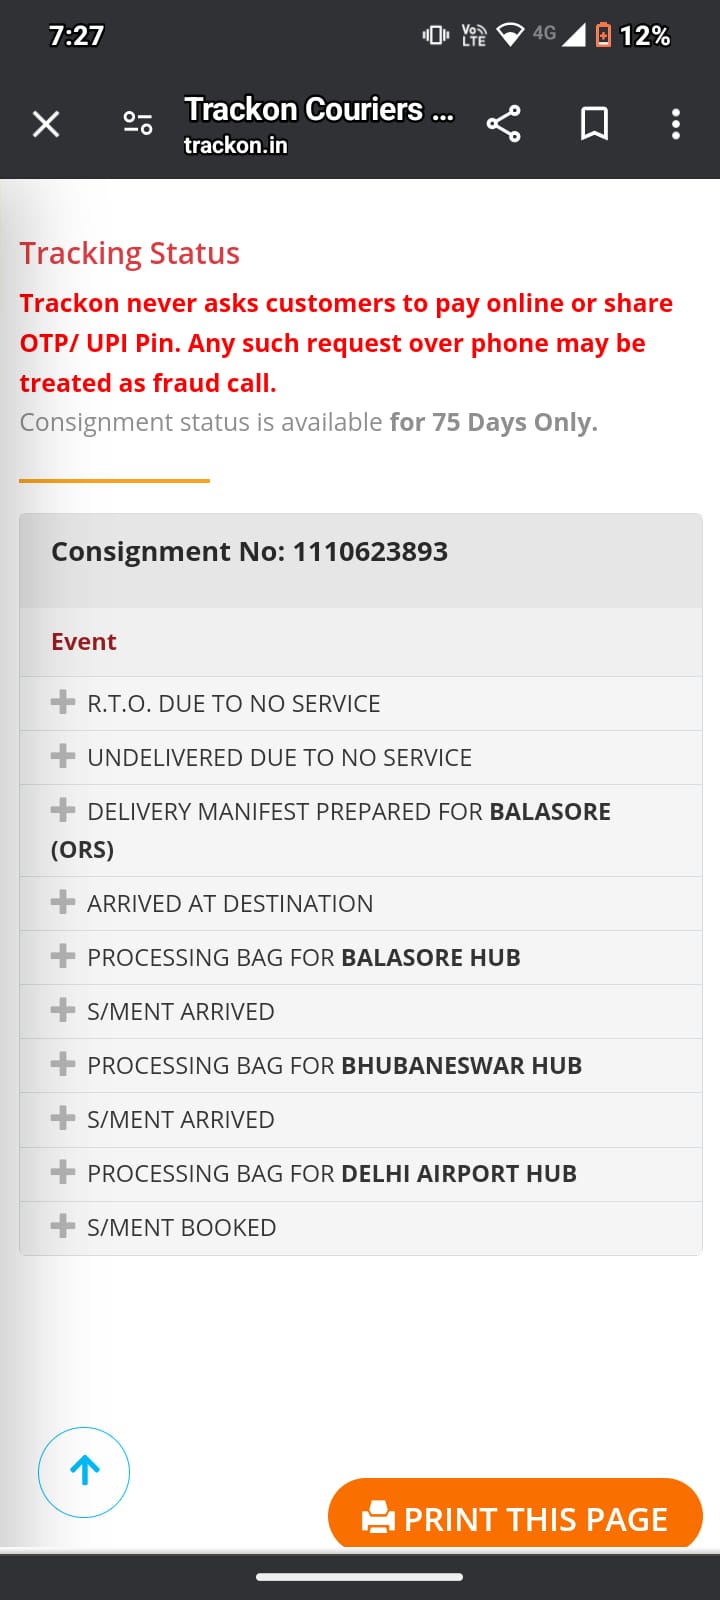 7:27
Vo LTE 4G 12%
Trackon Couriers ...
trackon.in
Tracking Status
Trackon never asks customers to pay online or share
OTP/ UPI Pin. Any such request over phone may be
treated as fraud call.
Consignment status is available for 75 Days Only.
Consignment No: 1110623893
Event
R.T.O. DUE TO NO SERVICE
UNDELIVERED DUE TO NO SERVICE
DELIVERY MANIFEST PREPARED FOR BALASORE
(ORS)
ARRIVED AT DESTINATION
PROCESSING BAG FOR BALASORE HUB
S/MENT ARRIVED
PROCESSING BAG FOR BHUBANESWAR HUB
S/MENT ARRIVED
PROCESSING BAG FOR DELHI AIRPORT HUB
S/MENT BOOKED
PRINT THIS PAGE